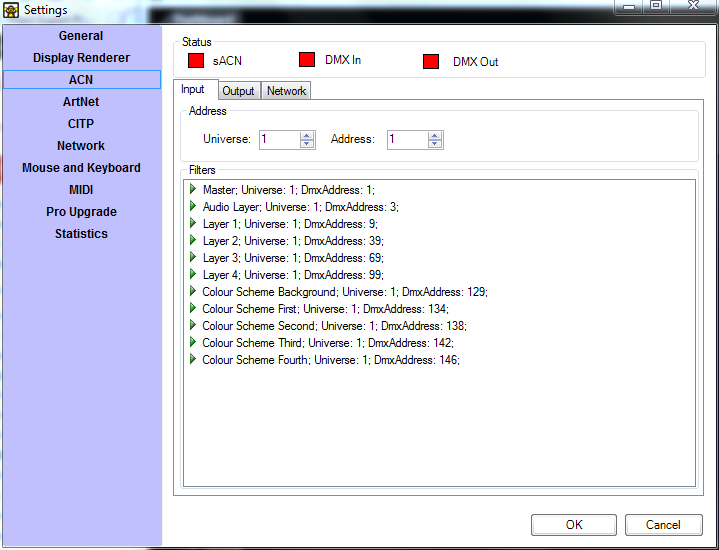 Settings
General
Display Renderer
ACN
ArtNet
CITP
Network
Mouse and Keyboard
MIDI
Pro Upgrade
Statistics
Status
sACN DMX In DMX Out
Input Output Network
Address
Universe: 1 Address: 1
Filters
Master; Universe: 1; DmxAddress: 1;
Audio Layer; Universe: 1; DmxAddress: 3;
Layer 1; Universe: 1; DmxAddress: 9;
Layer 2; Universe: 1; DmxAddress: 39;
Layer 3; Universe: 1; DmxAddress: 69;
Layer 4; Universe: 1; DmxAddress: 99;
Colour Scheme Background; Universe: 1; DmxAddress: 129;
Colour Scheme First; Universe: 1; DmxAddress: 134;
Colour Scheme Second; Universe: 1; DmxAddress: 138;
Colour Scheme Third; Universe: 1; DmxAddress: 142;
Colour Scheme Fourth; Universe: 1; DmxAddress: 146;
OK Cancel